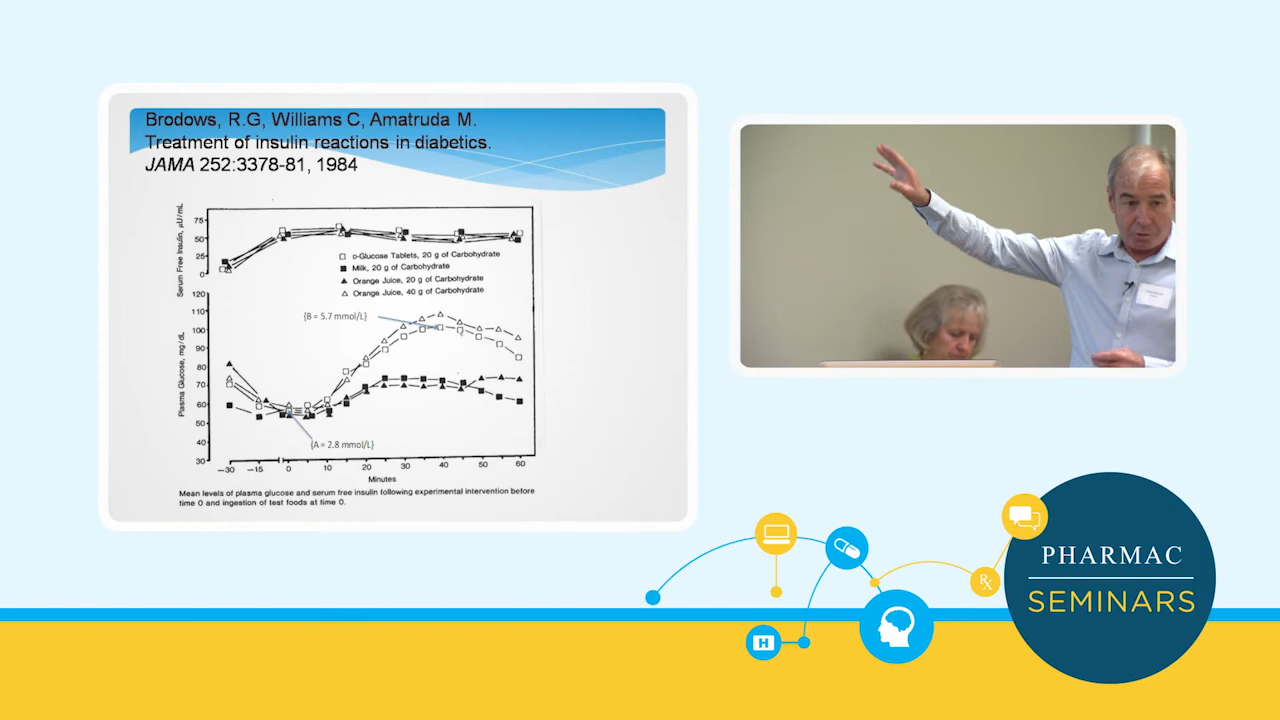 Brodows, R.G, Williams C, Amatruda M.
Treatment of insulin reactions in diabetics.
JAMA 252:3378-81, 1984
Serum Free Insulin, µU/mL
75
50
25
0
D-Glucose Tablets, 20 g of Carbohydrate
Milk, 20 g of Carbohydrate
Orange Juice, 20 g of Carbohydrate
Orange Juice, 40 g of Carbohydrate
Plasma Glucose, mg/dL
120
110
100
90
80
70
60
50
40
30
{B = 5.7 mmol/L}
{A = 2.8 mmol/L}
−30 −15 0 10 20 30 40 50 60
Minutes
Mean levels of plasma glucose and serum free insulin following experimental intervention before
time 0 and ingestion of test foods at time 0.
H
Rx
PHARMAC
SEMINARS